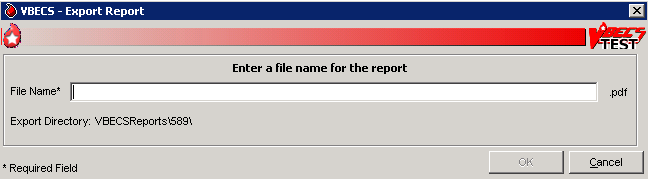 VBECS - Export Report
VBECS
TEST
Enter a file name for the report
File Name*
.pdf
Export Directory: VBECSReports\589\
* Required Field
OK
Cancel